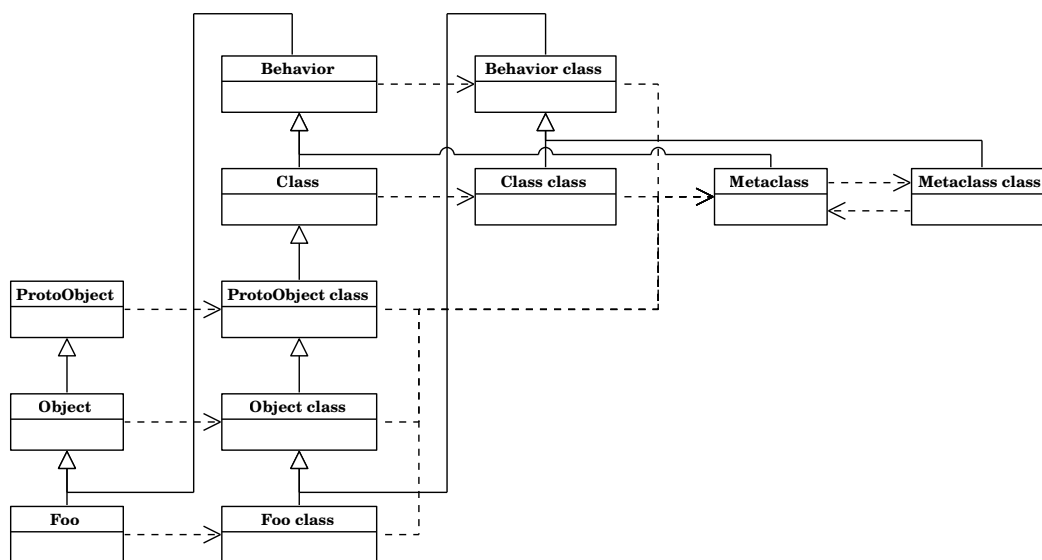 Behavior
Behavior class
Class
Class class
Metaclass
Metaclass class
ProtoObject
ProtoObject class
Object
Object class
Foo
Foo class